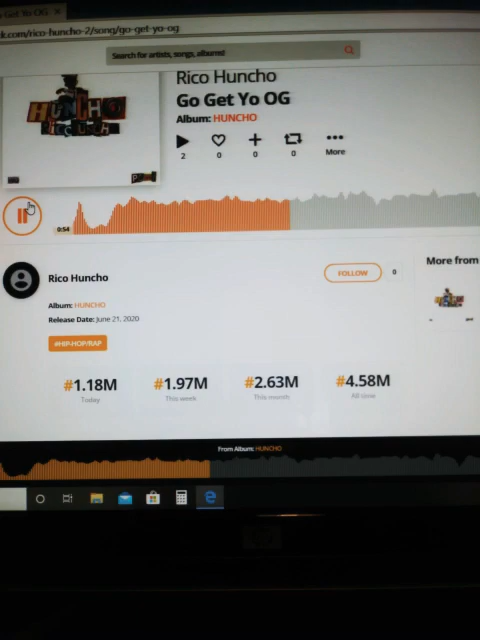 Get Yo OG ×
k.com/rico-huncho-2/song/go-get-yo-og
Search for artists, songs, albums!
Rico Huncho
Go Get Yo OG
Album: HUNCHO
2 0 0 0 More
HUNCHO
0:54
Rico Huncho
FOLLOW 0
More from
Album: HUNCHO
Release Date: June 21, 2020
#HIP-HOP/RAP
#1.18M #1.97M #2.63M #4.58M
Today This week This month All time
From Album: HUNCHO